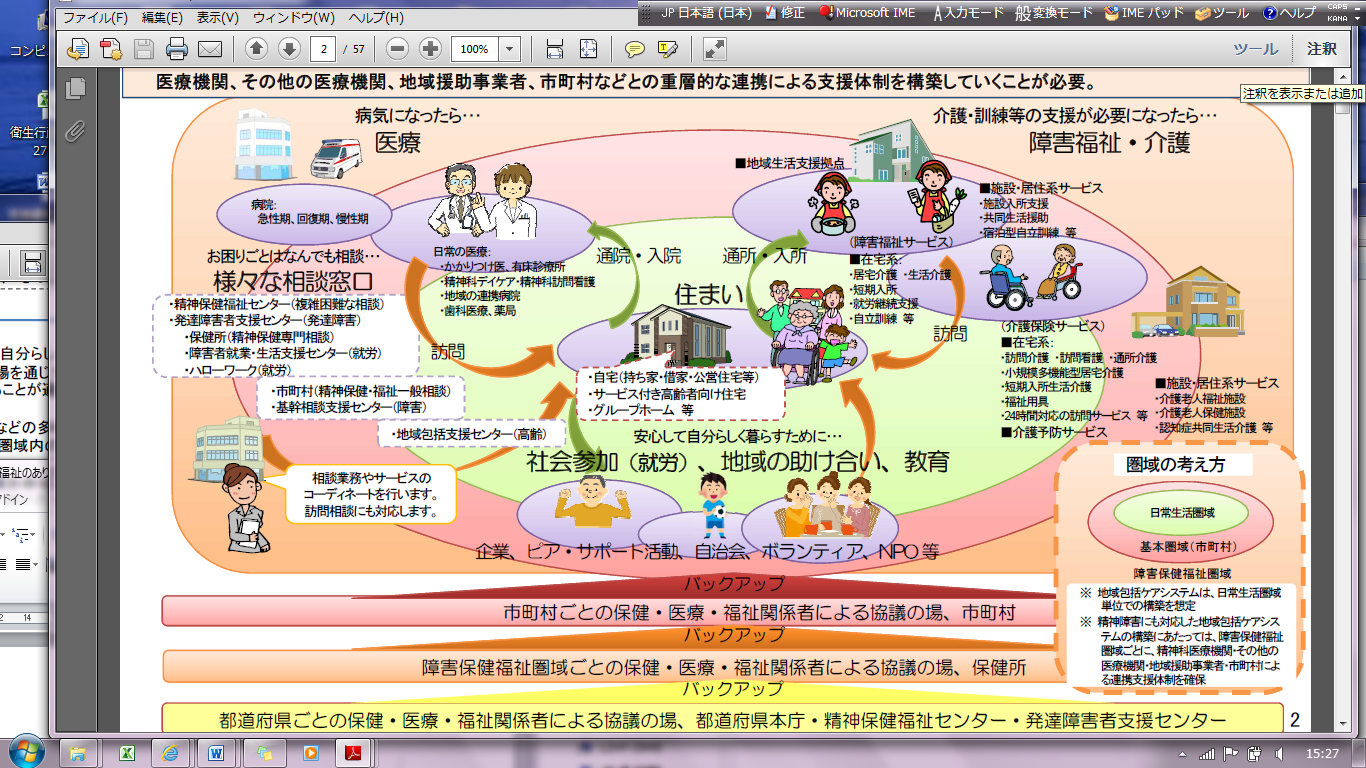 ファイル(F) 編集(E) 表示(V) ウィンドウ(W) ヘルプ(H)
JP 日本語 (日本) 修正 Microsoft IME A 入力モード 般 変換モード IME パッド ツール ヘルプ CAPS KANA
2 / 57 100% ツール 注釈
注釈を表示または追加
医療機関、その他の医療機関、地域援助事業者、市町村などとの重層的な連携による支援体制を構築していくことが必要。
病気になったら…
医療
介護・訓練等の支援が必要になったら…
障害福祉・介護
病院:
急性期、回復期、慢性期
日常の医療:
・かかりつけ医、有床診療所
・精神科デイケア・精神科訪問看護
・地域の連携病院
・歯科医療、薬局
■地域生活支援拠点
■施設・居住系サービス
・施設入所支援
・共同生活援助
・宿泊型自立訓練 等
(障害福祉サービス)
■在宅系:
・居宅介護 ・生活介護
・短期入所
・就労継続支援
・自立訓練 等
お困りごとはなんでも相談…
様々な相談窓口
・精神保健福祉センター(複雑困難な相談)
・発達障害者支援センター(発達障害)
・保健所(精神保健専門相談)
・障害者就業・生活支援センター(就労)
・ハローワーク(就労)
・市町村(精神保健・福祉一般相談)
・基幹相談支援センター(障害)
・地域包括支援センター(高齢)
通院・入院
通所・入所
住まい
訪問
訪問
・自宅(持ち家・借家・公営住宅等)
・サービス付き高齢者向け住宅
・グループホーム 等
(介護保険サービス)
■在宅系:
・訪問介護 ・訪問看護 ・通所介護
・小規模多機能型居宅介護
・短期入所生活介護
・福祉用具
・24時間対応の訪問サービス 等
■介護予防サービス
■施設・居住系サービス
・介護老人福祉施設
・介護老人保健施設
・認知症共同生活介護 等
相談業務やサービスの
コーディネートを行います。
訪問相談にも対応します。
安心して自分らしく暮らすために…
社会参加(就労)、地域の助け合い、教育
企業、ピア・サポート活動、自治会、ボランティア、NPO 等
圏域の考え方
日常生活圏域
基本圏域(市町村)
障害保健福祉圏域
※ 地域包括ケアシステムは、日常生活圏域
単位での構築を想定
※ 精神障害にも対応した地域包括ケアシス
テムの構築にあたっては、障害保健福祉
圏域ごとに、精神科医療機関・その他の
医療機関・地域援助事業者・市町村によ
る連携支援体制を確保
バックアップ
市町村ごとの保健・医療・福祉関係者による協議の場、市町村
バックアップ
障害保健福祉圏域ごとの保健・医療・福祉関係者による協議の場、保健所
バックアップ
都道府県ごとの保健・医療・福祉関係者による協議の場、都道府県本庁・精神保健福祉センター・発達障害者支援センター
2
15:27